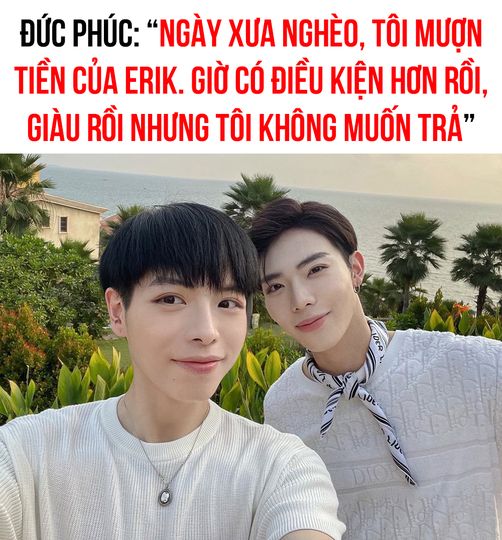 ĐỨC PHÚC: “NGÀY XƯA NGHÈO, TÔI MƯỢN
TIỀN CỦA ERIK. GIỜ CÓ ĐIỀU KIỆN HƠN RỒI,
GIÀU RỒI NHƯNG TÔI KHÔNG MUỐN TRẢ”
DIOR